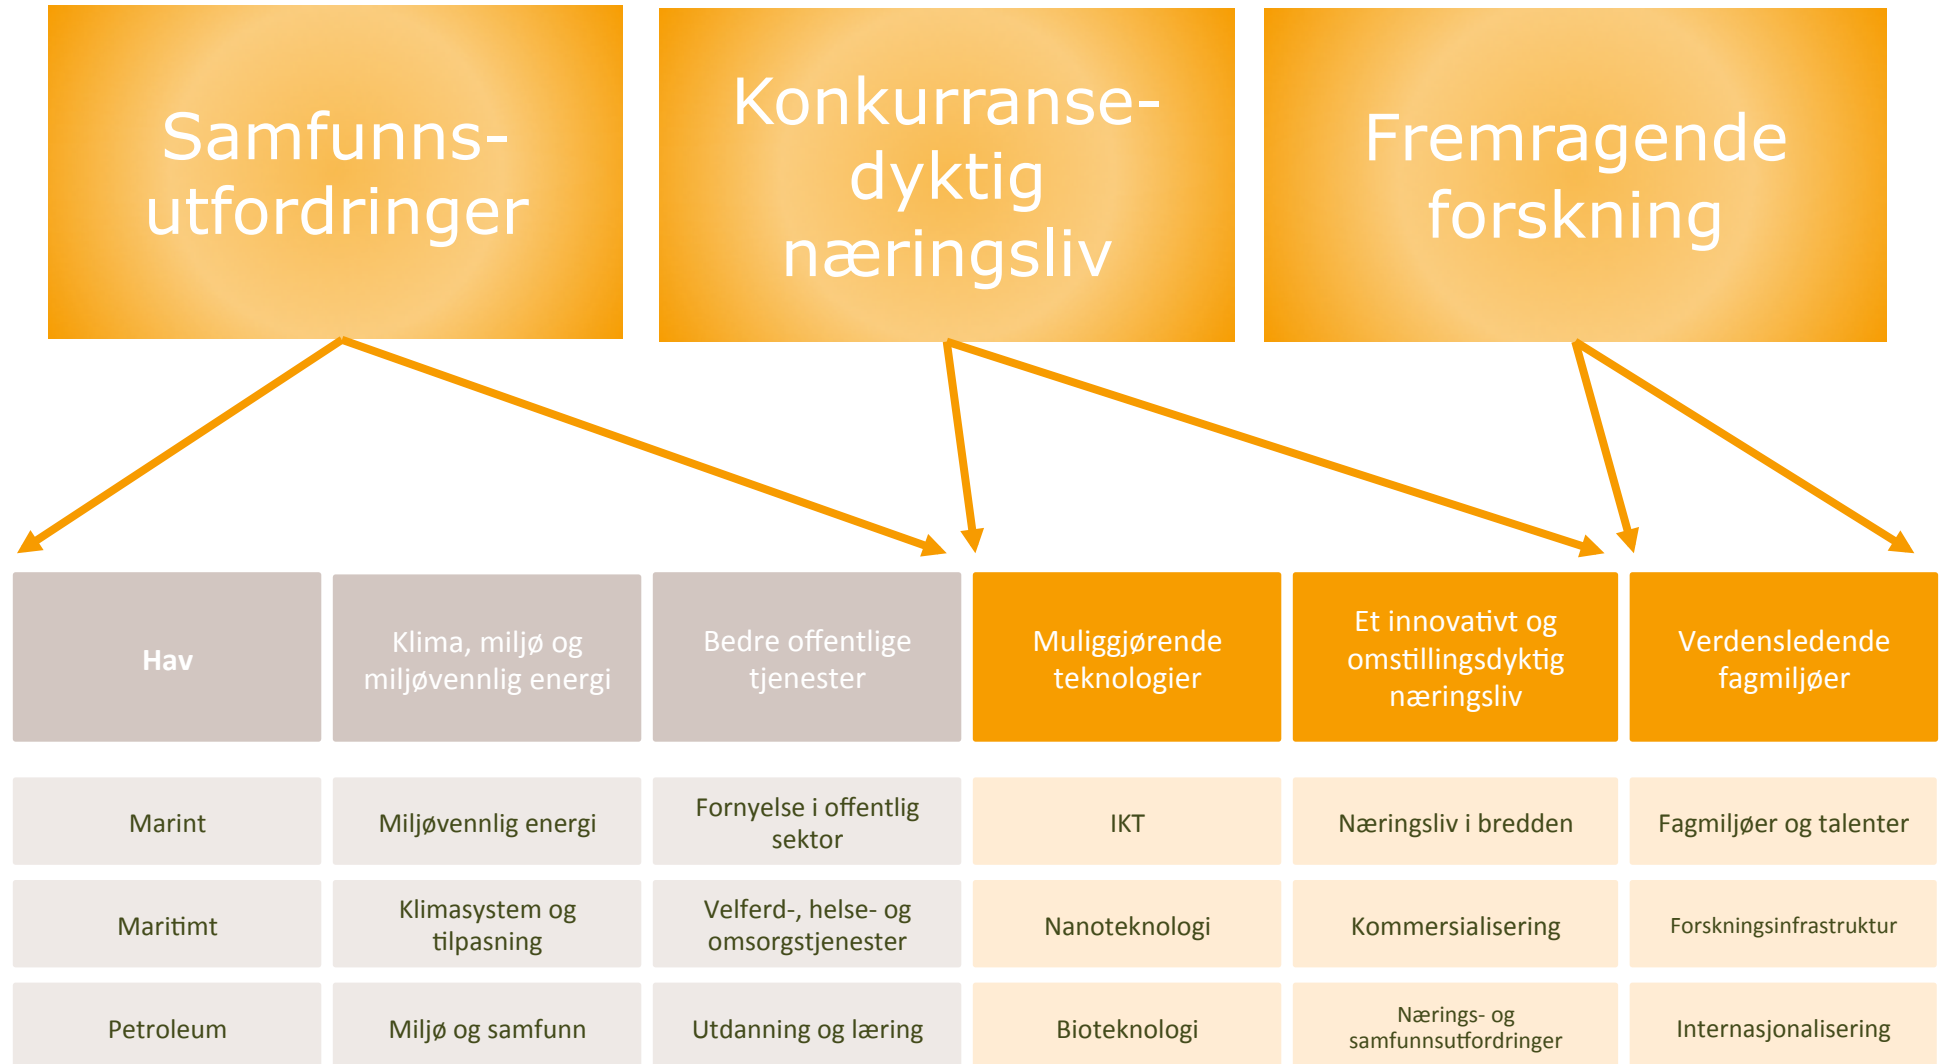 Samfunns-
utfordringer
Konkurranse-
dyktig
næringsliv
Fremragende
forskning
Hav
Klima, miljø og
miljøvennlig energi
Bedre offentlige
tjenester
Muliggjørende
teknologier
Et innovativt og
omstillingsdyktig
næringsliv
Verdensledende
fagmiljøer
Marint
Miljøvennlig energi
Fornyelse i offentlig
sektor
IKT
Næringsliv i bredden
Fagmiljøer og talenter
Maritimt
Klimasystem og
tilpasning
Velferd-, helse- og
omsorgstjenester
Nanoteknologi
Kommersialisering
Forskningsinfrastruktur
Petroleum
Miljø og samfunn
Utdanning og læring
Bioteknologi
Nærings- og
samfunnsutfordringer
Internasjonalisering